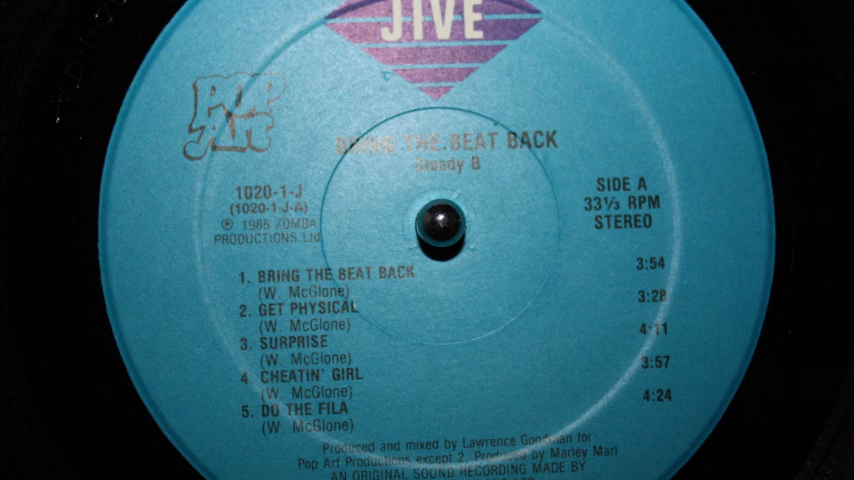 JIVE
POP
Art
BRING THE BEAT BACK
Steady B
1020-1-J
(1020-1-J-A)
℗ 1986 ZOMBA
PRODUCTIONS. Ltd
SIDE A
33⅓ RPM
STEREO
1. BRING THE BEAT BACK 3:54
(W. McGlone)
2. GET PHYSICAL 3:28
(W. McGlone)
3. SURPRISE 4:11
(W. McGlone)
4. CHEATIN' GIRL 3:57
(W. McGlone)
5. DO THE FILA 4:24
(W. McGlone)
Produced and mixed by Lawrence Goodman for
Pop Art Productions except 2. Produced by Marley Marl
AN ORIGINAL SOUND RECORDING MADE BY